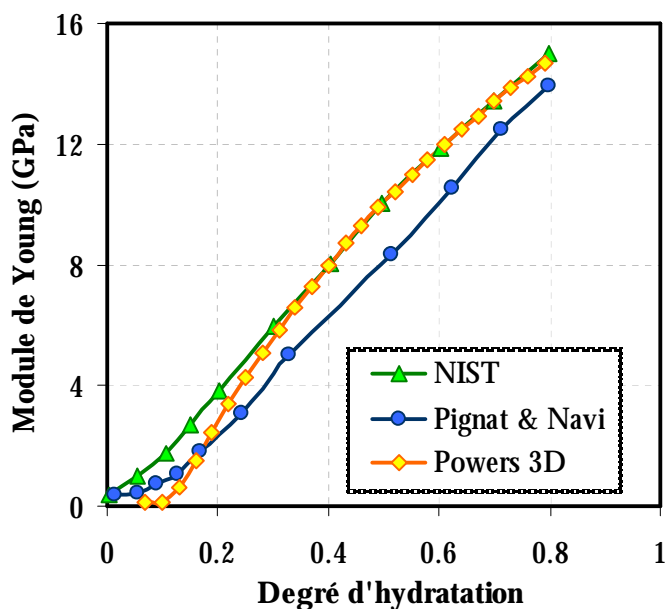 16
12
8
4
0
Module de Young (GPa)
NIST
Pignat & Navi
Powers 3D
0 0.2 0.4 0.6 0.8 1
Degré d'hydratation